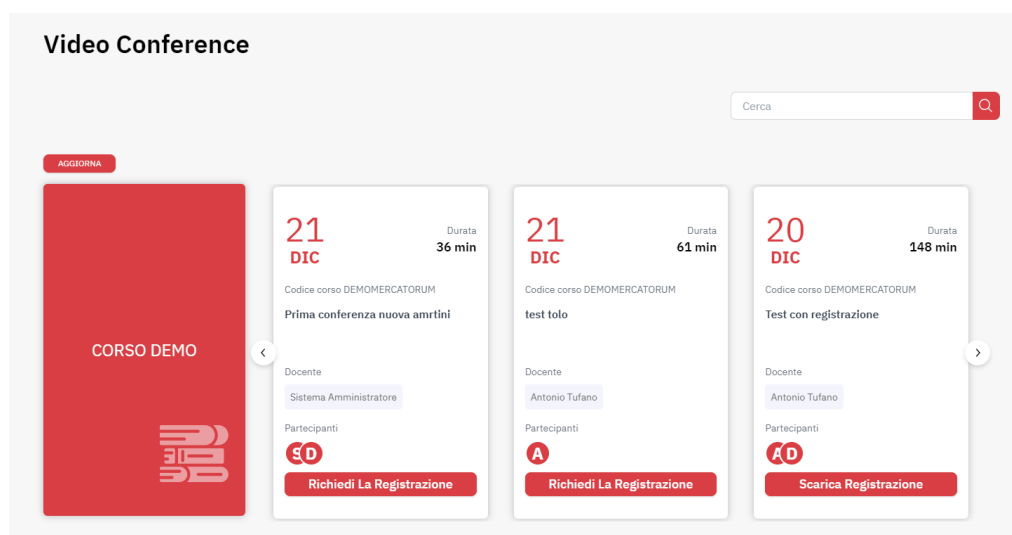 Video Conference
Cerca
AGGIORNA
CORSO DEMO
21
DIC
Durata
36 min
Codice corso DEMOMERCATORUM
Prima conferenza nuova amrtini
Docente
Sistema Amministratore
Partecipanti
S D
Richiedi La Registrazione
21
DIC
Durata
61 min
Codice corso DEMOMERCATORUM
test tolo
Docente
Antonio Tufano
Partecipanti
A
Richiedi La Registrazione
20
DIC
Durata
148 min
Codice corso DEMOMERCATORUM
Test con registrazione
Docente
Antonio Tufano
Partecipanti
A D
Scarica Registrazione